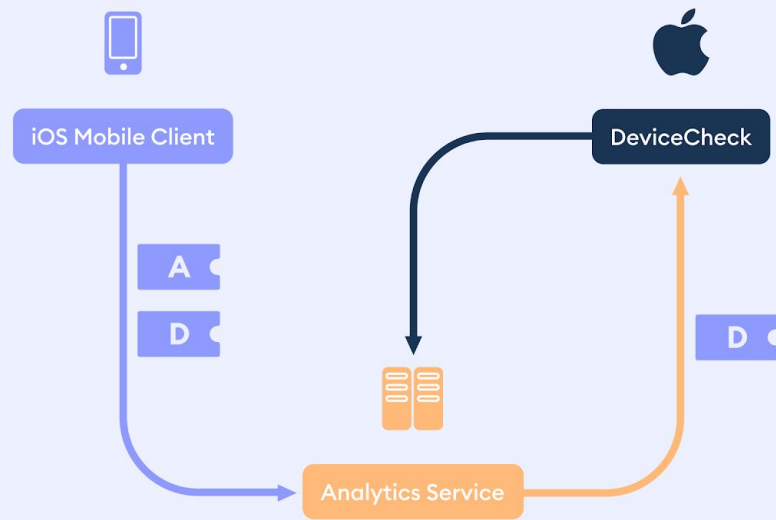 iOS Mobile Client
DeviceCheck
A
D
D
Analytics Service